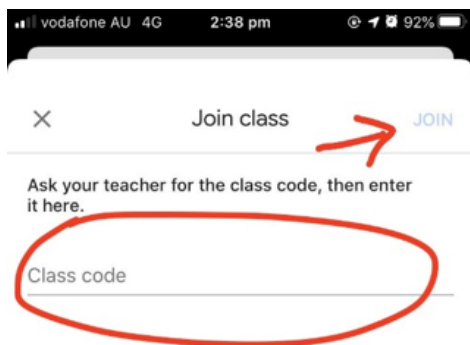 vodafone AU 4G 2:38 pm 92%
Join class JOIN
Ask your teacher for the class code, then enter
it here.
Class code